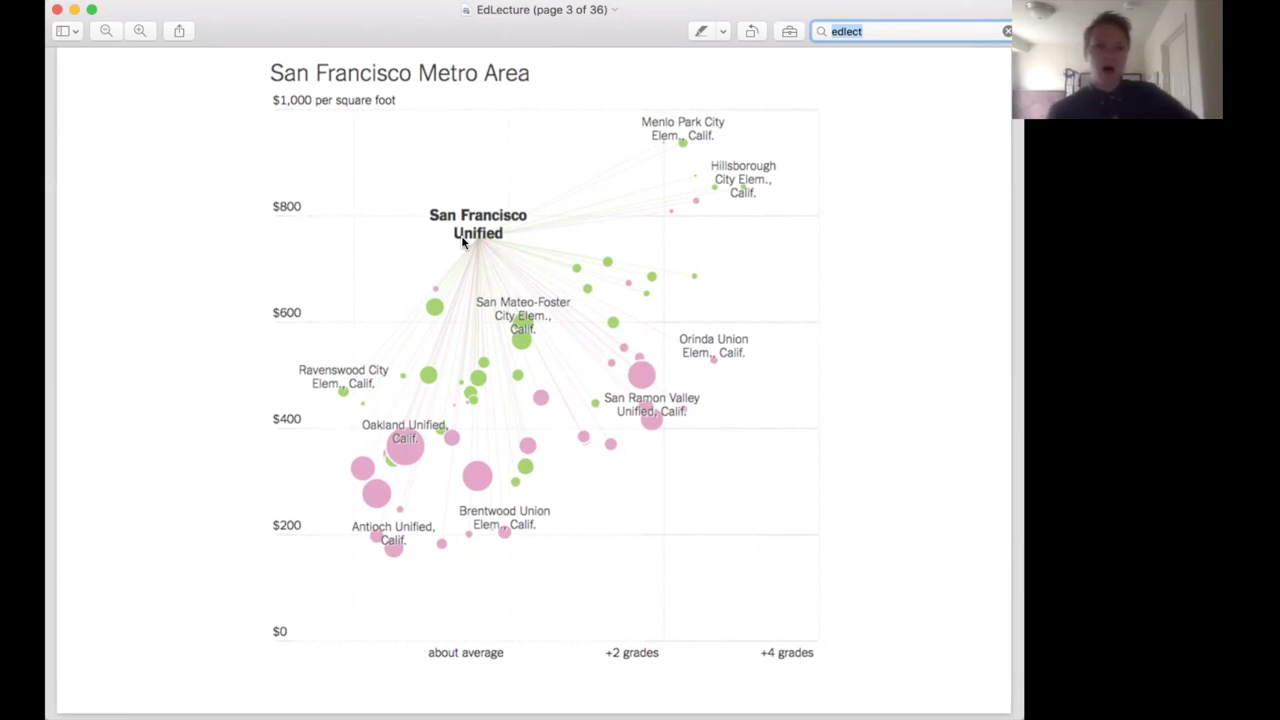 EdLecture (page 3 of 36)
edlect
San Francisco Metro Area
$1,000 per square foot
Menlo Park City
Elem., Calif.
Hillsborough
City Elem.,
Calif.
$800
San Francisco
Unified
San Mateo-Foster
City Elem.,
Calif.
$600
Orinda Union
Elem., Calif.
Ravenswood City
Elem., Calif.
San Ramon Valley
Unified, Calif.
$400
Oakland Unified,
Calif.
Brentwood Union
Elem., Calif.
$200
Antioch Unified,
Calif.
$0
about average
+2 grades
+4 grades